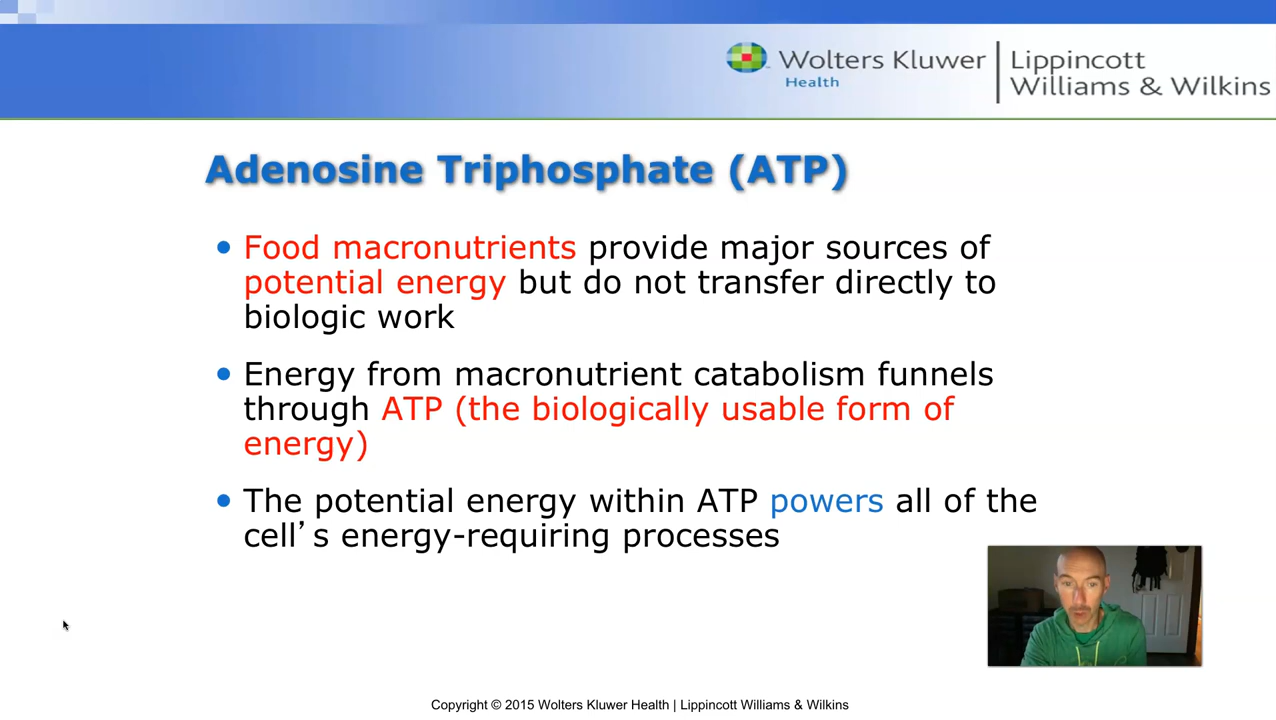 Wolters Kluwer
Health
Lippincott
Williams & Wilkins
Adenosine Triphosphate (ATP)
• Food macronutrients provide major sources of
potential energy but do not transfer directly to
biologic work
• Energy from macronutrient catabolism funnels
through ATP (the biologically usable form of
energy)
• The potential energy within ATP powers all of the
cell’s energy-requiring processes
Copyright © 2015 Wolters Kluwer Health | Lippincott Williams & Wilkins